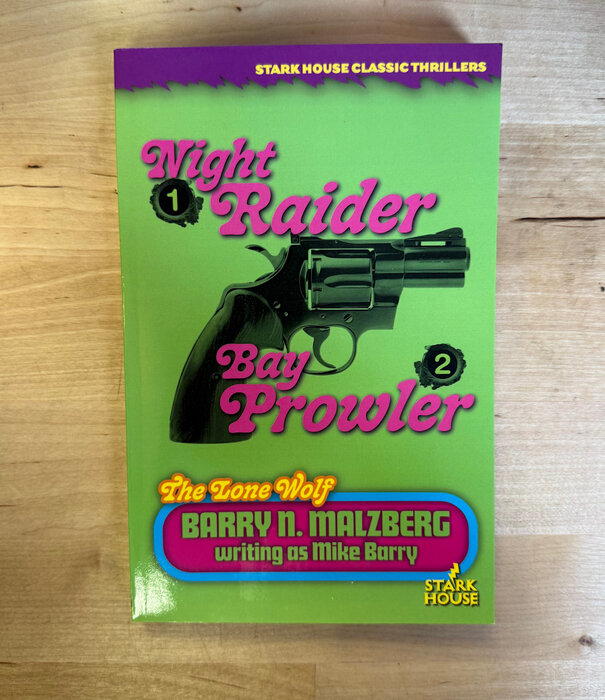 STARK HOUSE CLASSIC THRILLERS
Night
1
Raider
Bay
2
Prowler
The Lone Wolf
BARRY N. MALZBERG
writing as Mike Barry
STARK
HOUSE